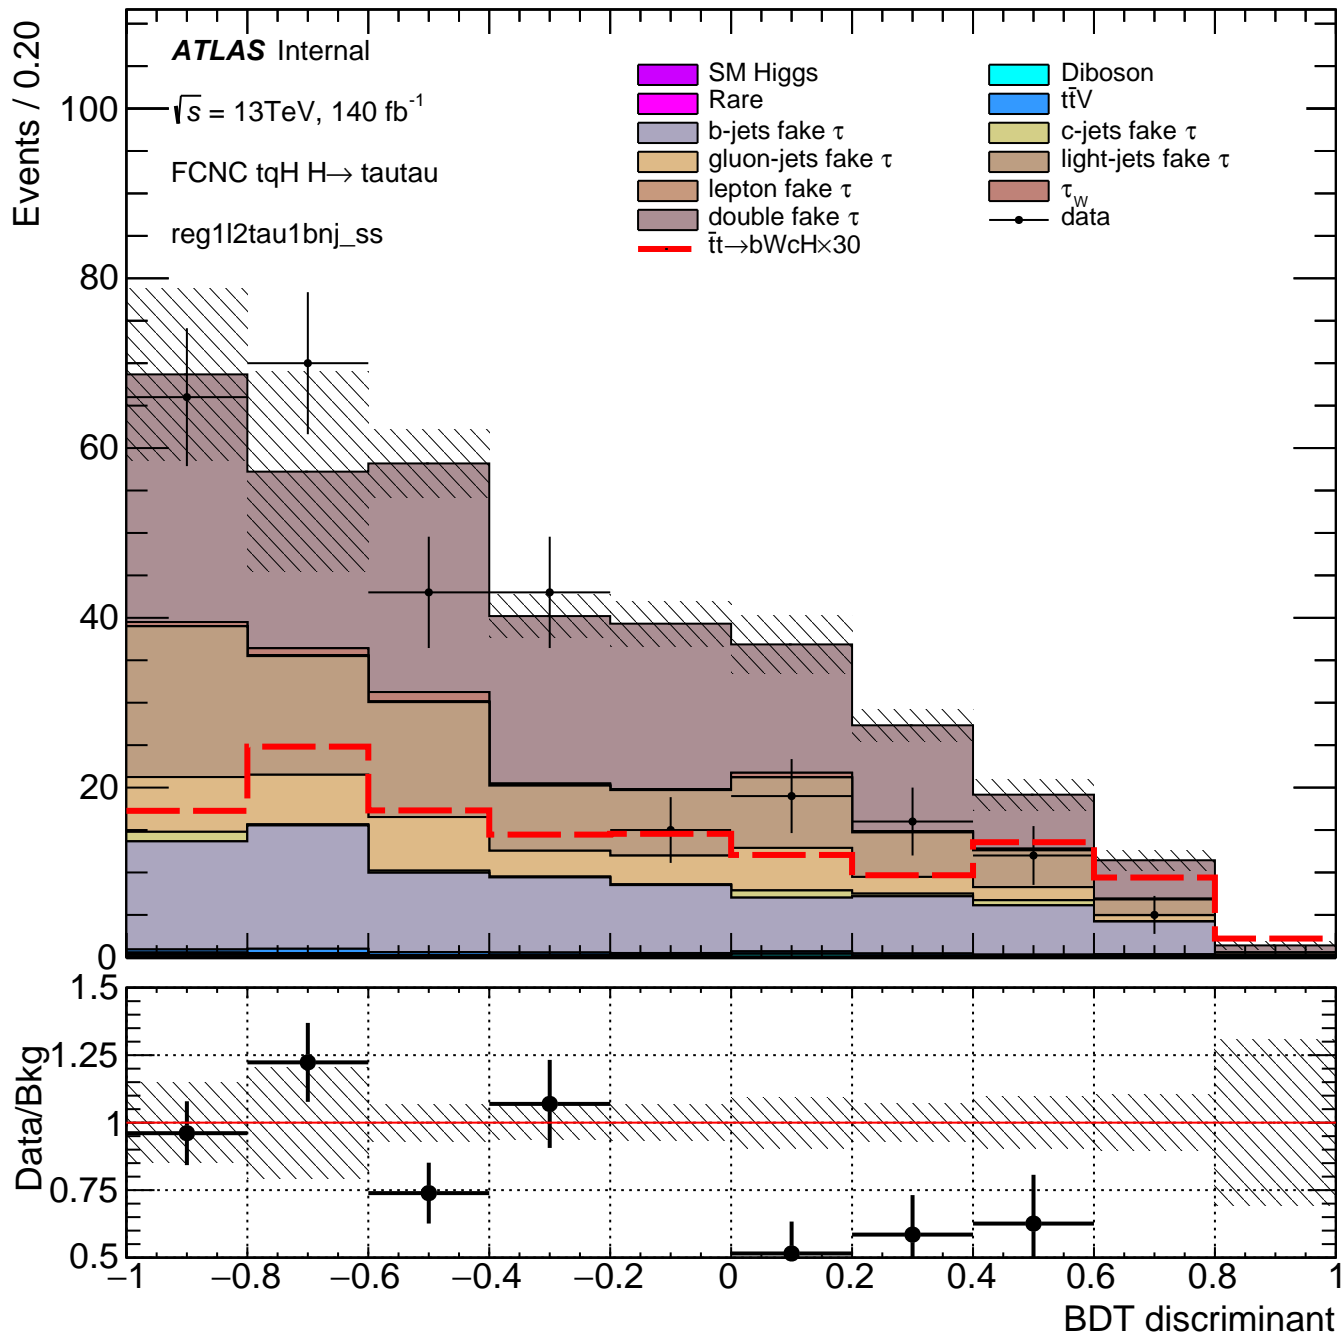 Events / 0.20
ATLAS Internal
√s = 13TeV, 140 fb⁻¹
FCNC tqH H→ tautau
reg1l2tau1bnj_ss
SM Higgs
Rare
b-jets fake τ
gluon-jets fake τ
lepton fake τ
double fake τ
t̄t→bWcH×30
Diboson
tt̄V
c-jets fake τ
light-jets fake τ
τ_W
data
100
80
60
40
20
0
Data/Bkg
1.5
1.25
1
0.75
0.5
−1 −0.8 −0.6 −0.4 −0.2 0 0.2 0.4 0.6 0.8 1
BDT discriminant